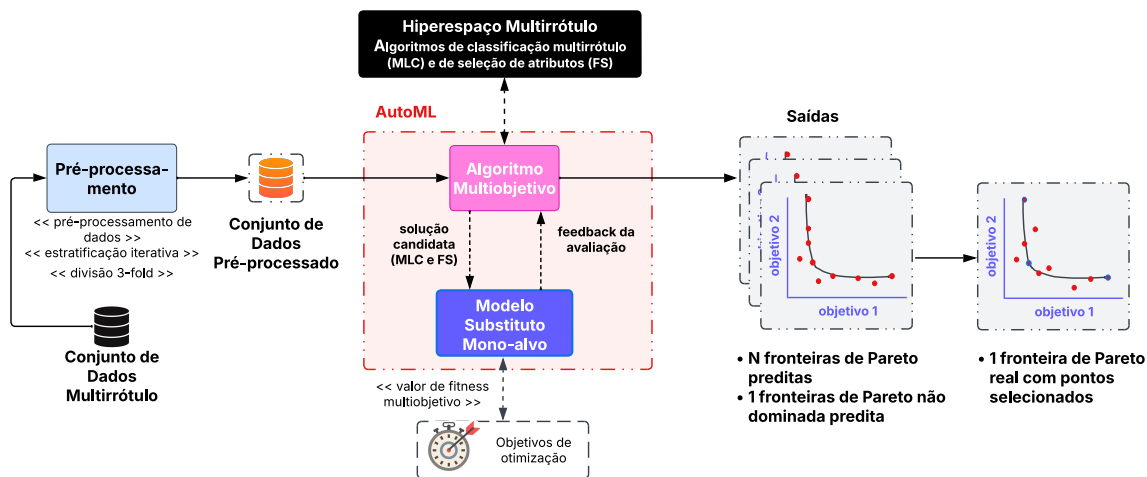 Hiperespaço Multirrótulo
Algoritmos de classificação multirrótulo
(MLC) e de seleção de atributos (FS)
AutoML
Saídas
Pré-processa-
mento
<< pré-processamento de
dados >>
<< estratificação iterativa >>
<< divisão 3-fold >>
Conjunto de
Dados
Multirrótulo
Conjunto de
Dados
Pré-processado
Algoritmo
Multiobjetivo
solução
candidata
(MLC e FS)
feedback da
avaliação
Modelo
Substituto
Mono-alvo
<< valor de fitness
multiobjetivo >>
Objetivos de
otimização
objetivo 2
objetivo 1
• N fronteiras de Pareto
preditas
• 1 fronteiras de Pareto não
dominada predita
objetivo 2
objetivo 1
• 1 fronteira de Pareto
real com pontos
selecionados